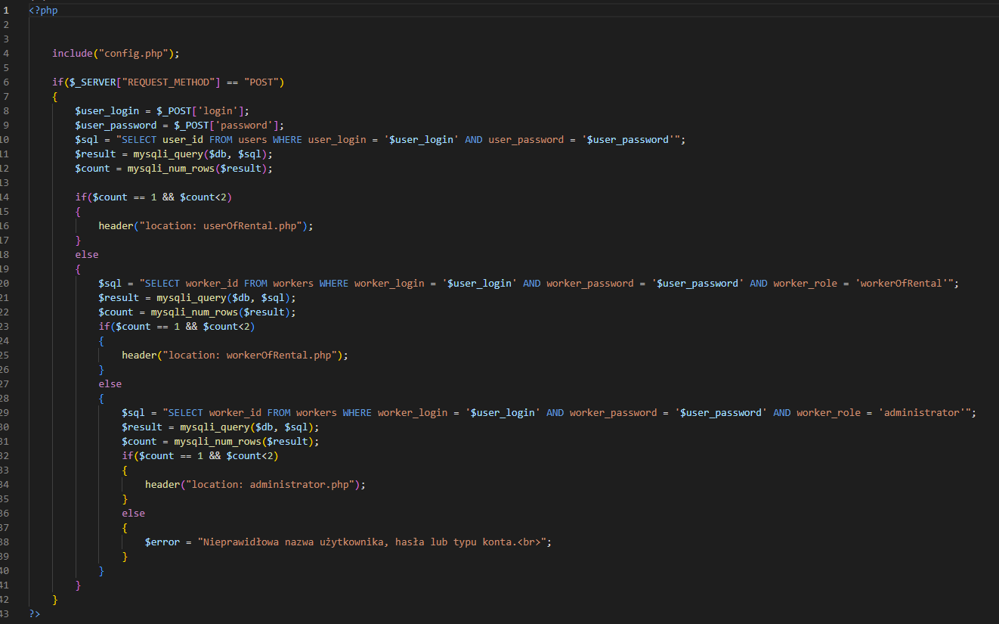 1 <?php
2
3
4 include("config.php");
5
6 if($_SERVER["REQUEST_METHOD"] == "POST")
7 {
8 $user_login = $_POST['login'];
9 $user_password = $_POST['password'];
10 $sql = "SELECT user_id FROM users WHERE user_login = '$user_login' AND user_password = '$user_password'";
11 $result = mysqli_query($db, $sql);
12 $count = mysqli_num_rows($result);
13
14 if($count == 1 && $count<2)
15 {
16 header("location: userOfRental.php");
17 }
18 else
19 {
20 $sql = "SELECT worker_id FROM workers WHERE worker_login = '$user_login' AND worker_password = '$user_password' AND worker_role = 'workerOfRental'";
21 $result = mysqli_query($db, $sql);
22 $count = mysqli_num_rows($result);
23 if($count == 1 && $count<2)
24 {
25 header("location: workerOfRental.php");
26 }
27 else
28 {
29 $sql = "SELECT worker_id FROM workers WHERE worker_login = '$user_login' AND worker_password = '$user_password' AND worker_role = 'administrator'";
30 $result = mysqli_query($db, $sql);
31 $count = mysqli_num_rows($result);
32 if($count == 1 && $count<2)
33 {
34 header("location: administrator.php");
35 }
36 else
37 {
38 $error = "Nieprawidłowa nazwa użytkownika, hasła lub typu konta.<br>";
39 }
40 }
41 }
42 }
43 ?>